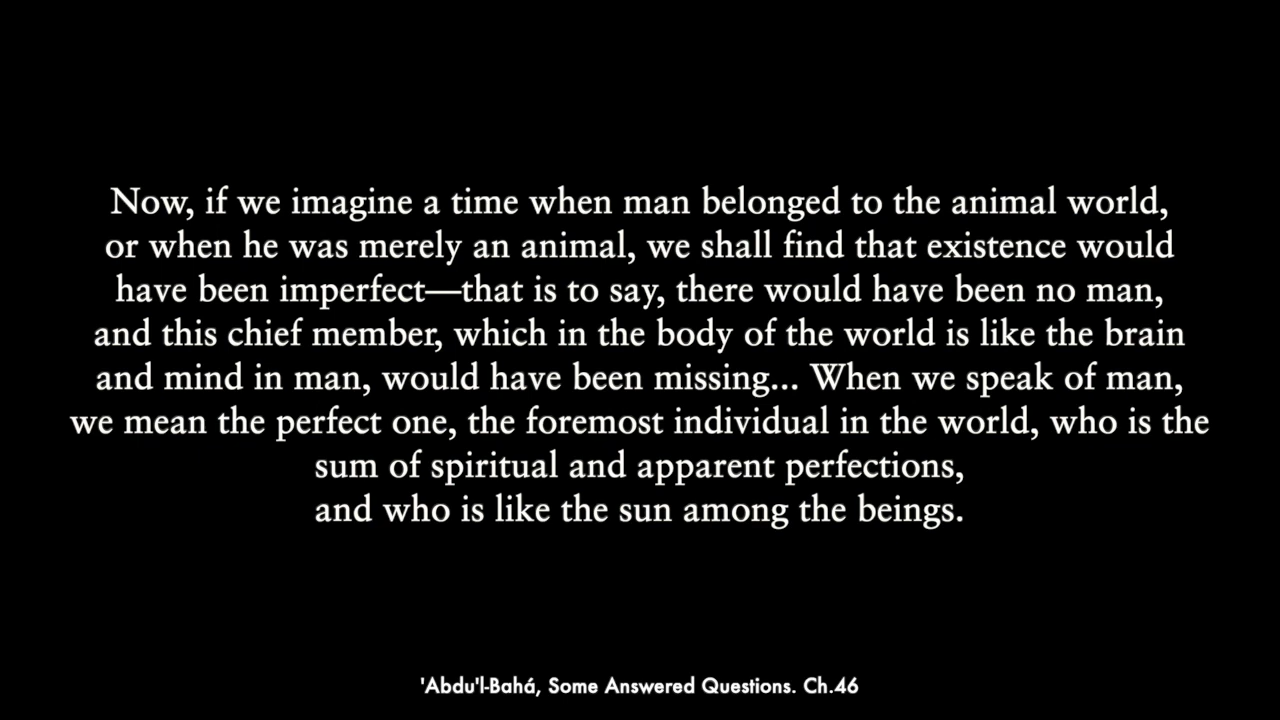 Now, if we imagine a time when man belonged to the animal world,
or when he was merely an animal, we shall find that existence would
have been imperfect—that is to say, there would have been no man,
and this chief member, which in the body of the world is like the brain
and mind in man, would have been missing... When we speak of man,
we mean the perfect one, the foremost individual in the world, who is the
sum of spiritual and apparent perfections,
and who is like the sun among the beings.
'Abdu'l-Bahá, Some Answered Questions. Ch.46